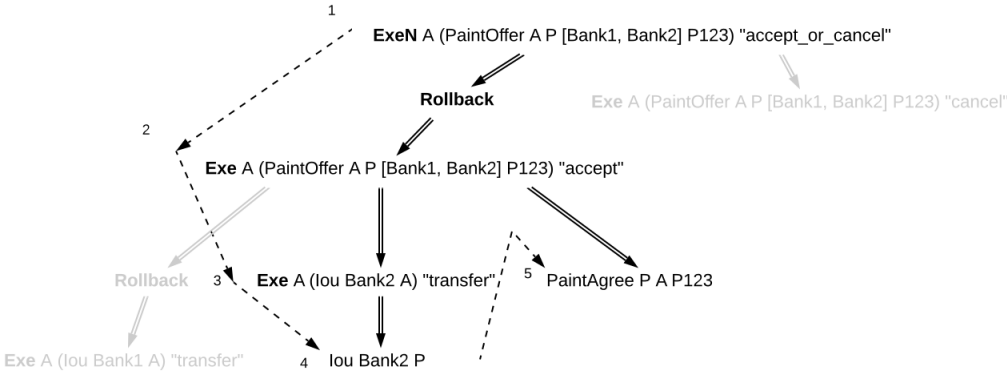 1
ExeN A (PaintOffer A P [Bank1, Bank2] P123) "accept_or_cancel"
Rollback
Exe A (PaintOffer A P [Bank1, Bank2] P123) "cancel"
2
Exe A (PaintOffer A P [Bank1, Bank2] P123) "accept"
Rollback
3
Exe A (Iou Bank2 A) "transfer"
5
PaintAgree P A P123
Exe A (Iou Bank1 A) "transfer"
4
Iou Bank2 P